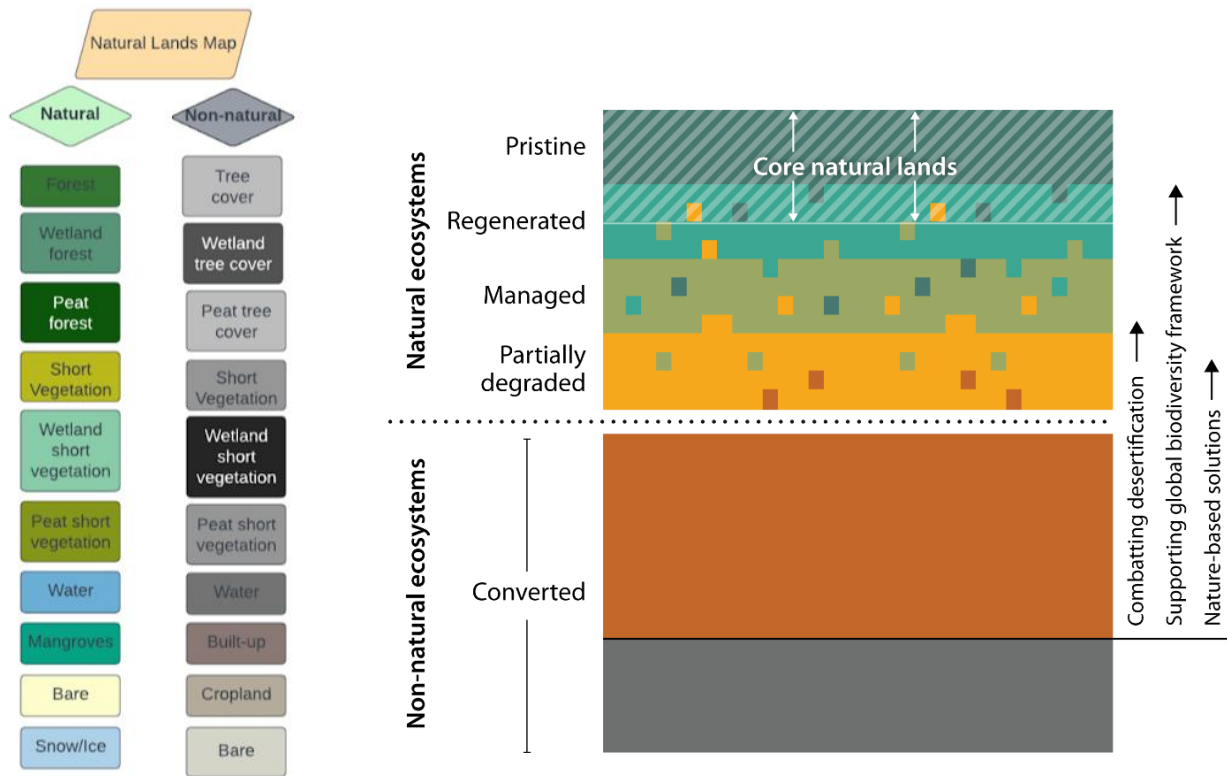 Natural Lands Map
Natural
Non-natural
Forest
Wetland
forest
Peat
forest
Short
Vegetation
Wetland
short
vegetation
Peat short
vegetation
Water
Mangroves
Bare
Snow/Ice
Tree
cover
Wetland
tree cover
Peat tree
cover
Short
Vegetation
Wetland
short
vegetation
Peat short
vegetation
Water
Built-up
Cropland
Bare
Natural ecosystems
Pristine
Regenerated
Managed
Partially
degraded
Core natural lands
Non-natural ecosystems
Converted
Combatting desertification
Supporting global biodiversity framework
Nature-based solutions